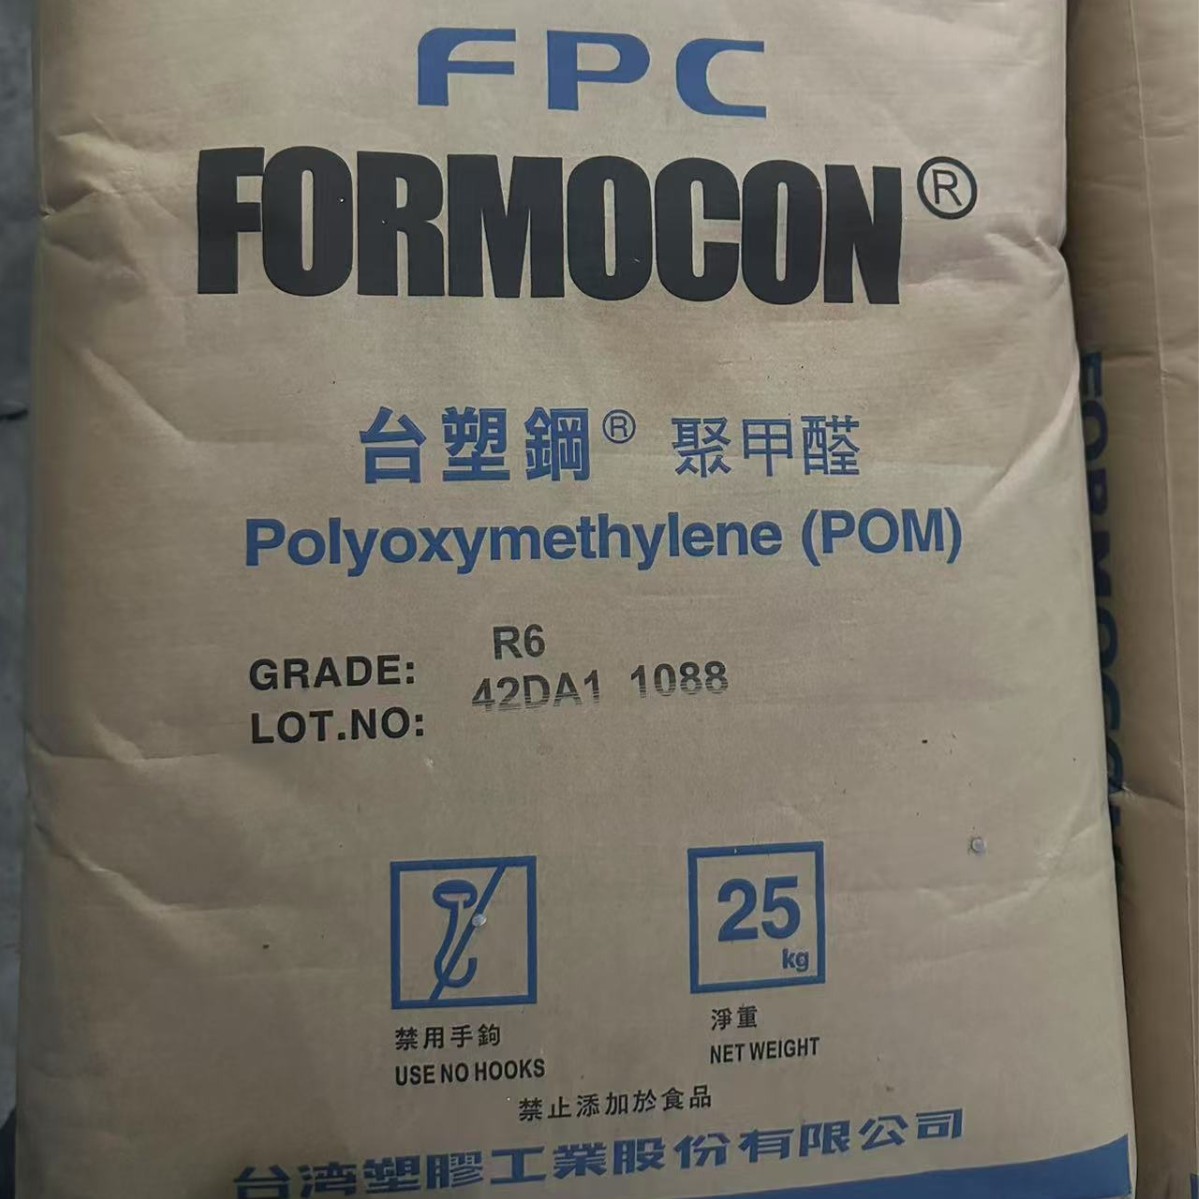 FPC
FORMOCON®
台塑鋼® 聚甲醛
Polyoxymethylene (POM)
GRADE: R6
LOT.NO: 42DA1 1088
25
kg
禁用手鉤
USE NO HOOKS
淨重
NET WEIGHT
禁止添加於食品
台湾塑膠工業股份有限公司
FORMOCON